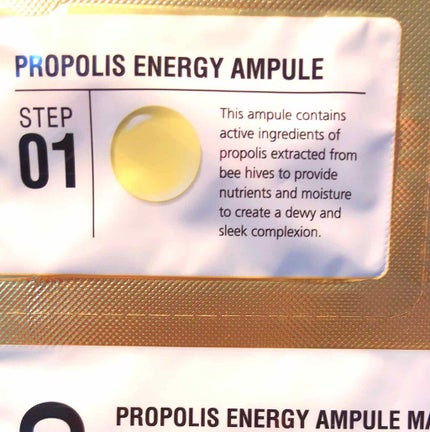 PROPOLIS ENERGY AMPULE
STEP
01
This ampule contains
active ingredients of
propolis extracted from
bee hives to provide
nutrients and moisture
to create a dewy and
sleek complexion.
PROPOLIS ENERGY AMPULE